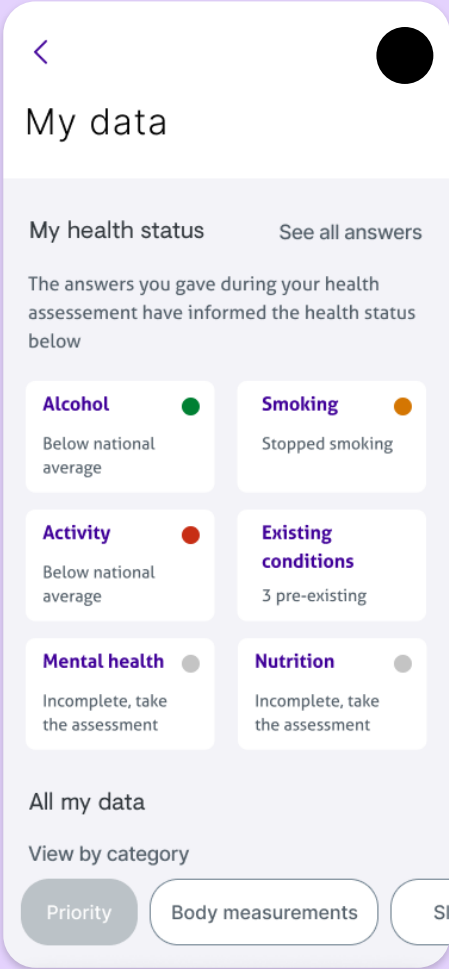 My data
My health status
See all answers
The answers you gave during your health
assessement have informed the health status
below
Alcohol
Below national
average
Smoking
Stopped smoking
Activity
Below national
average
Existing
conditions
3 pre-existing
Mental health
Incomplete, take
the assessment
Nutrition
Incomplete, take
the assessment
All my data
View by category
Priority
Body measurements